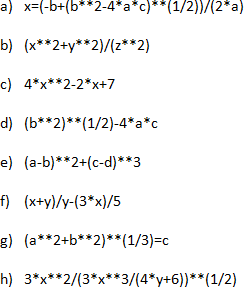 a) x=(-b+(b**2-4*a*c)**(1/2))/(2*a)
b) (x**2+y**2)/(z**2)
c) 4*x**2-2*x+7
d) (b**2)**(1/2)-4*a*c
e) (a-b)**2+(c-d)**3
f) (x+y)/y-(3*x)/5
g) (a**2+b**2)**(1/3)=c
h) 3*x**2/(3*x**3/(4*y+6))**(1/2)